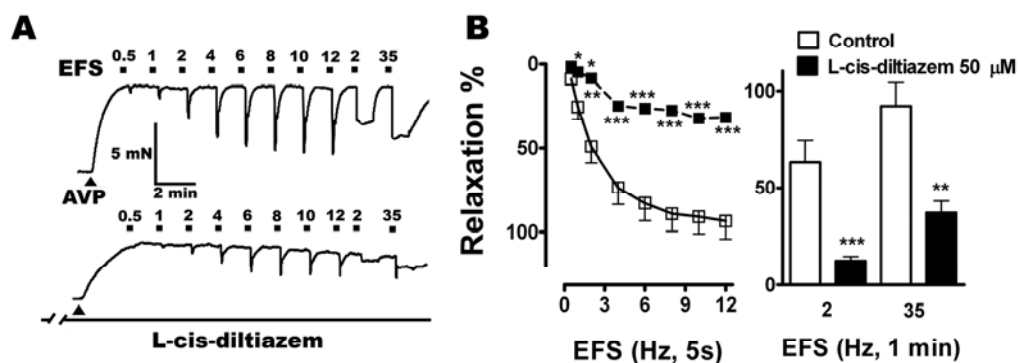 A
EFS
0.5 1 2 4 6 8 10 12 2 35
5 mN
2 min
AVP
0.5 1 2 4 6 8 10 12 2 35
L-cis-diltiazem
B
Control
L-cis-diltiazem 50 μM
Relaxation %
0
50
100
* *
** *** *** *** *** *** ***
0 3 6 9 12
EFS (Hz, 5s)
100
50
0
***
**
2 35
EFS (Hz, 1 min)